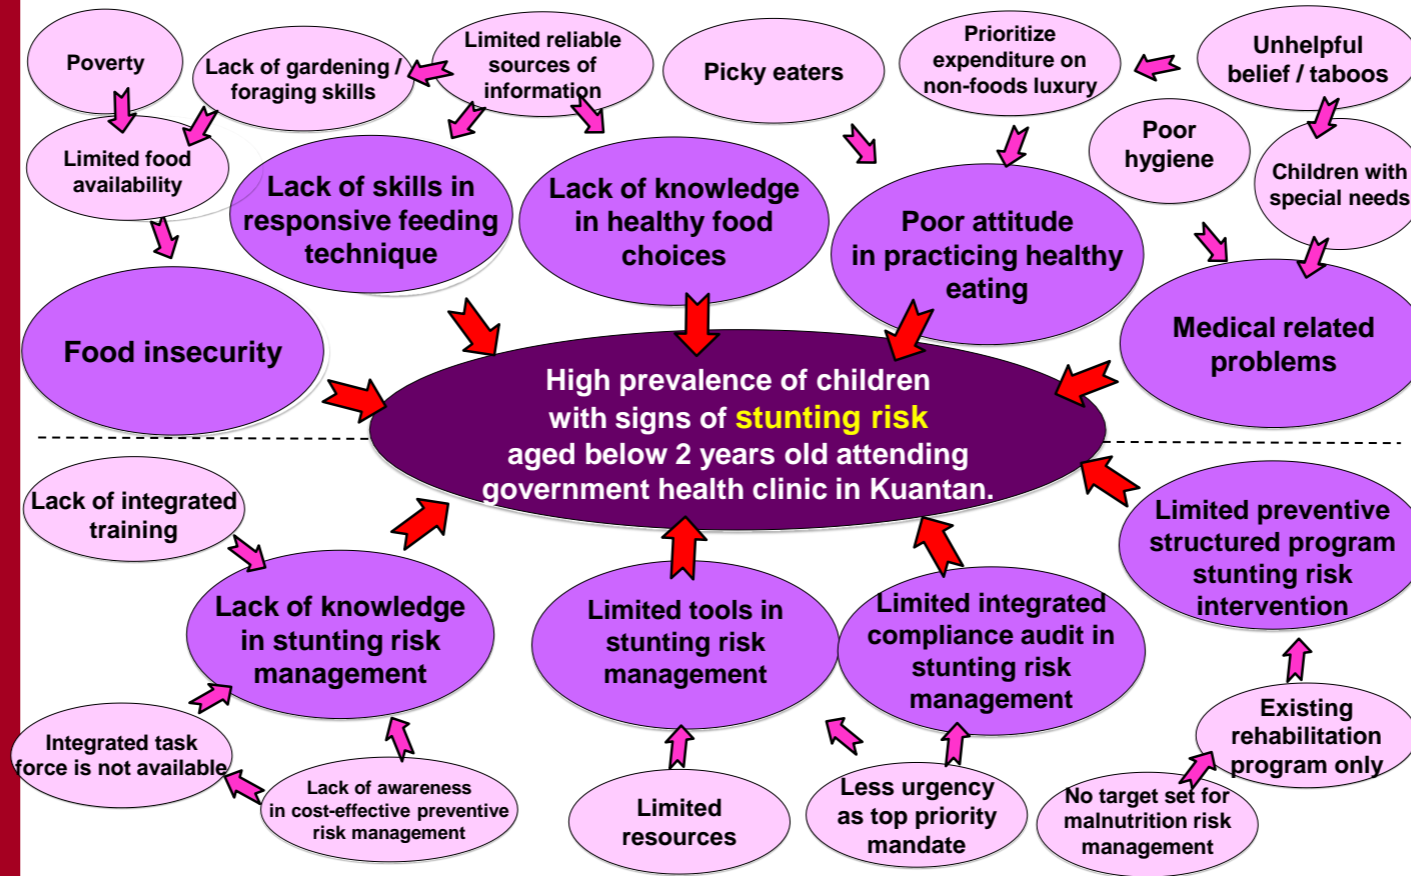 Poverty
Lack of gardening /
foraging skills
Limited reliable
sources of
information
Picky eaters
Prioritize
expenditure on
non-foods luxury
Unhelpful
belief / taboos
Limited food
availability
Poor
hygiene
Children with
special needs
Lack of skills in
responsive feeding
technique
Lack of knowledge
in healthy food
choices
Poor attitude
in practicing healthy
eating
Food insecurity
Medical related
problems
High prevalence of children
with signs of stunting risk
aged below 2 years old attending
government health clinic in Kuantan.
Lack of integrated
training
Lack of knowledge
in stunting risk
management
Limited tools in
stunting risk
management
Limited integrated
compliance audit in
stunting risk
management
Limited preventive
structured program
stunting risk
intervention
Integrated task
force is not available
Lack of awareness
in cost-effective preventive
risk management
Limited
resources
Less urgency
as top priority
mandate
No target set for
malnutrition risk
management
Existing
rehabilitation
program only